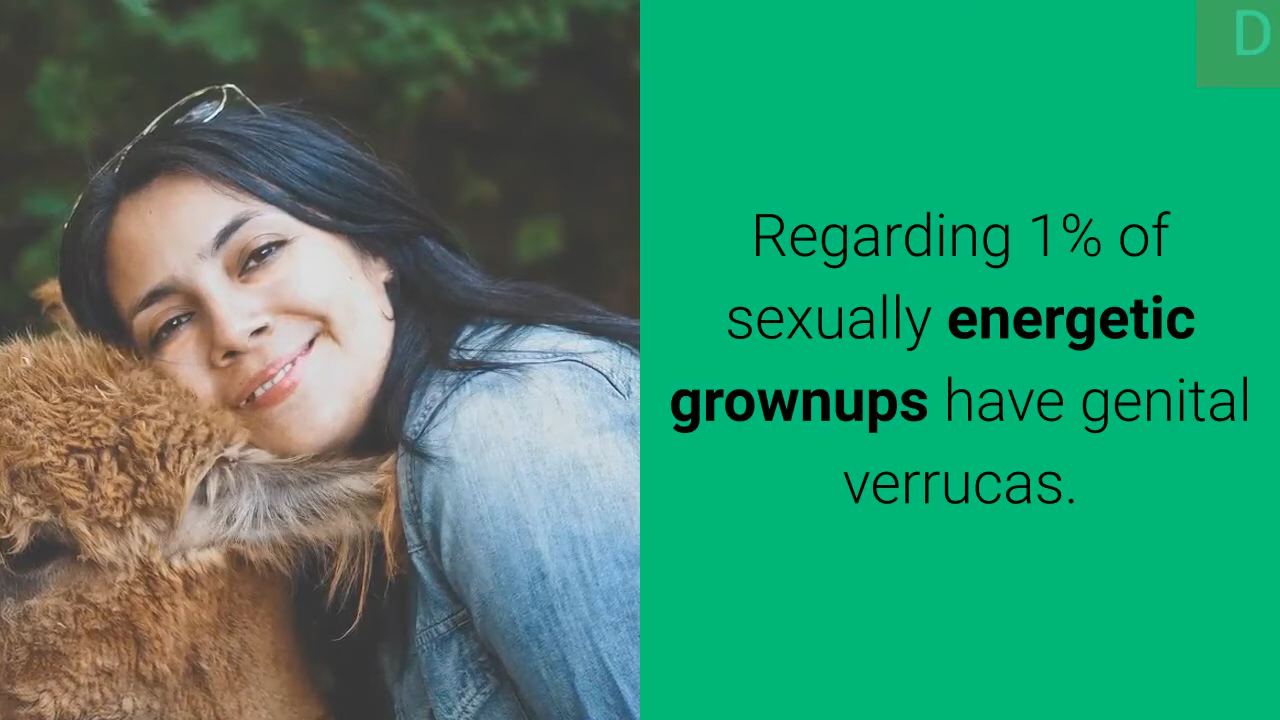 D
Regarding 1% of
sexually energetic
grownups have genital
verrucas.